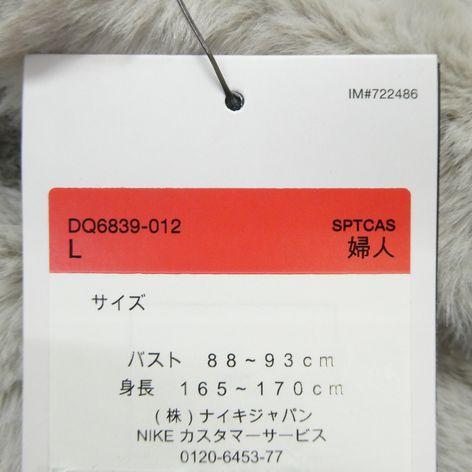 IM#722486
DQ6839-012 SPTCAS
L 婦人
サイズ
バスト 88~93cm
身長 165~170cm
(株)ナイキジャパン
NIKE カスタマーサービス
0120-6453-77